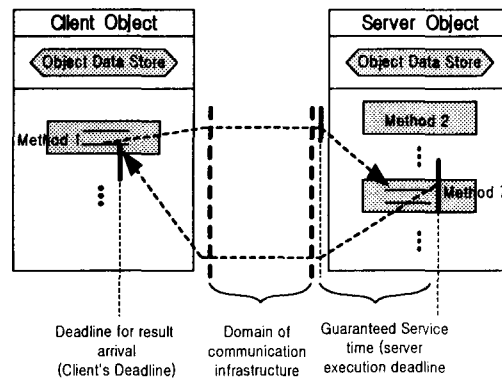 Client Object
Server Object
Object Data Store
Object Data Store
Method 1
Method 2
Method 7
Deadline for result
arrival
(Client's Deadline)
Domain of
communication
infrastructure
Guaranteed Service
time (server
execution deadline